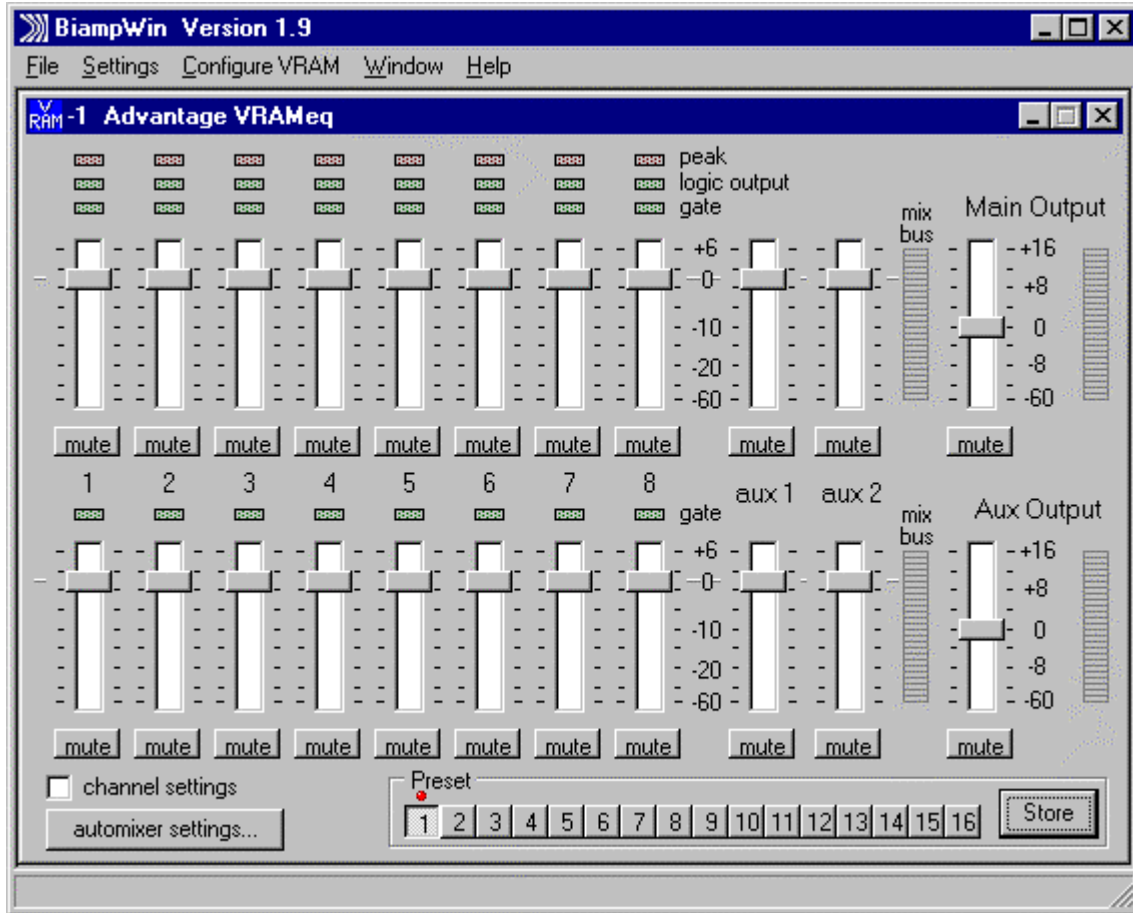 BiampWin Version 1.9
File Settings Configure VRAM Window Help
V RAM -1 Advantage VRAMeq
peak
logic output
gate
mix bus
Main Output
+6
0
-10
-20
-60
+16
+8
0
-8
-60
mute mute mute mute mute mute mute mute mute mute mute
1 2 3 4 5 6 7 8 aux 1 aux 2
gate
mix bus
Aux Output
+6
0
-10
-20
-60
+16
+8
0
-8
-60
mute mute mute mute mute mute mute mute mute mute mute
channel settings
automixer settings...
Preset
1 2 3 4 5 6 7 8 9 10 11 12 13 14 15 16
Store